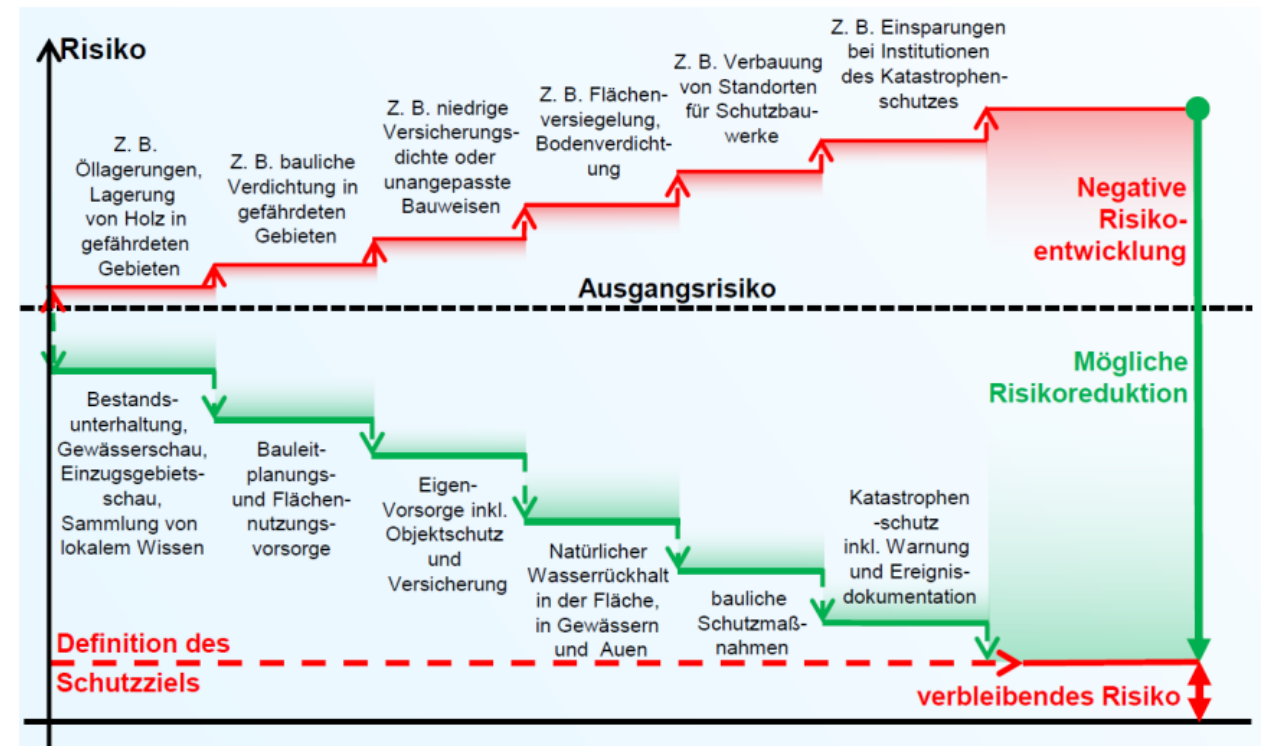 Risiko
Z. B.
Öllagerungen,
Lagerung
von Holz in
gefährdeten
Gebieten
Z. B. bauliche
Verdichtung in
gefährdeten
Gebieten
Z. B. niedrige
Versicherungs-
dichte oder
unangepasste
Bauweisen
Z. B. Flächen-
versiegelung,
Bodenverdicht-
ung
Z. B. Verbauung
von Standorten
für Schutzbau-
werke
Z. B. Einsparungen
bei Institutionen
des Katastrophen-
schutzes
Negative
Risiko-
entwicklung
Ausgangsrisiko
Mögliche
Risikoreduktion
Bestands-
unterhaltung,
Gewässerschau,
Einzugsgebiets-
schau,
Sammlung von
lokalem Wissen
Bauleit-
planungs-
und Flächen-
nutzungs-
vorsorge
Eigen-
Vorsorge inkl.
Objektschutz
und
Versicherung
Natürlicher
Wasserrückhalt
in der Fläche,
in Gewässern
und Auen
bauliche
Schutzmaß-
nahmen
Katastrophen
-schutz
inkl. Warnung
und Ereignis-
dokumentation
Definition des
Schutzziels
verbleibendes Risiko